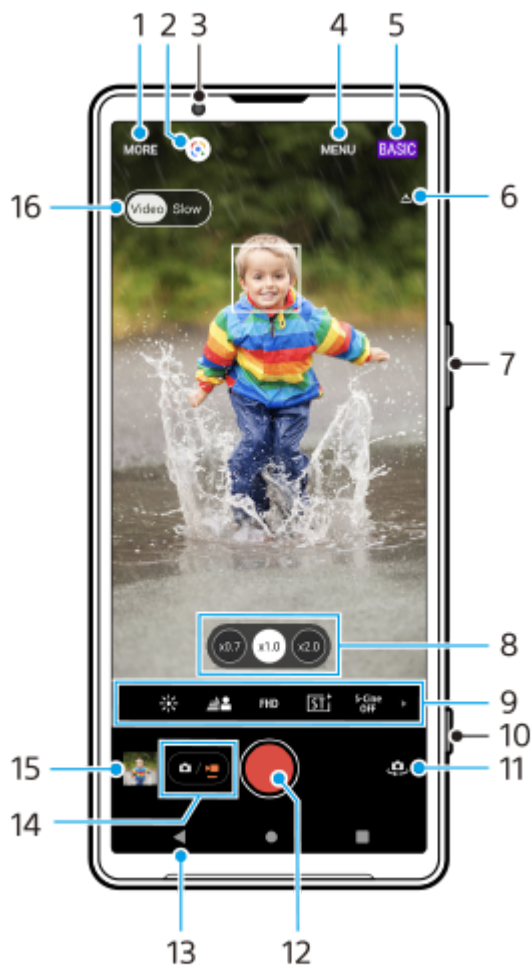 1 2 3 4 5
MORE MENU BASIC
6
16 Video Slow
7
x0.7 x1.0 x2.0 8
FHD ST+ S-Cine OFF 9
10
15 11
14
13 12